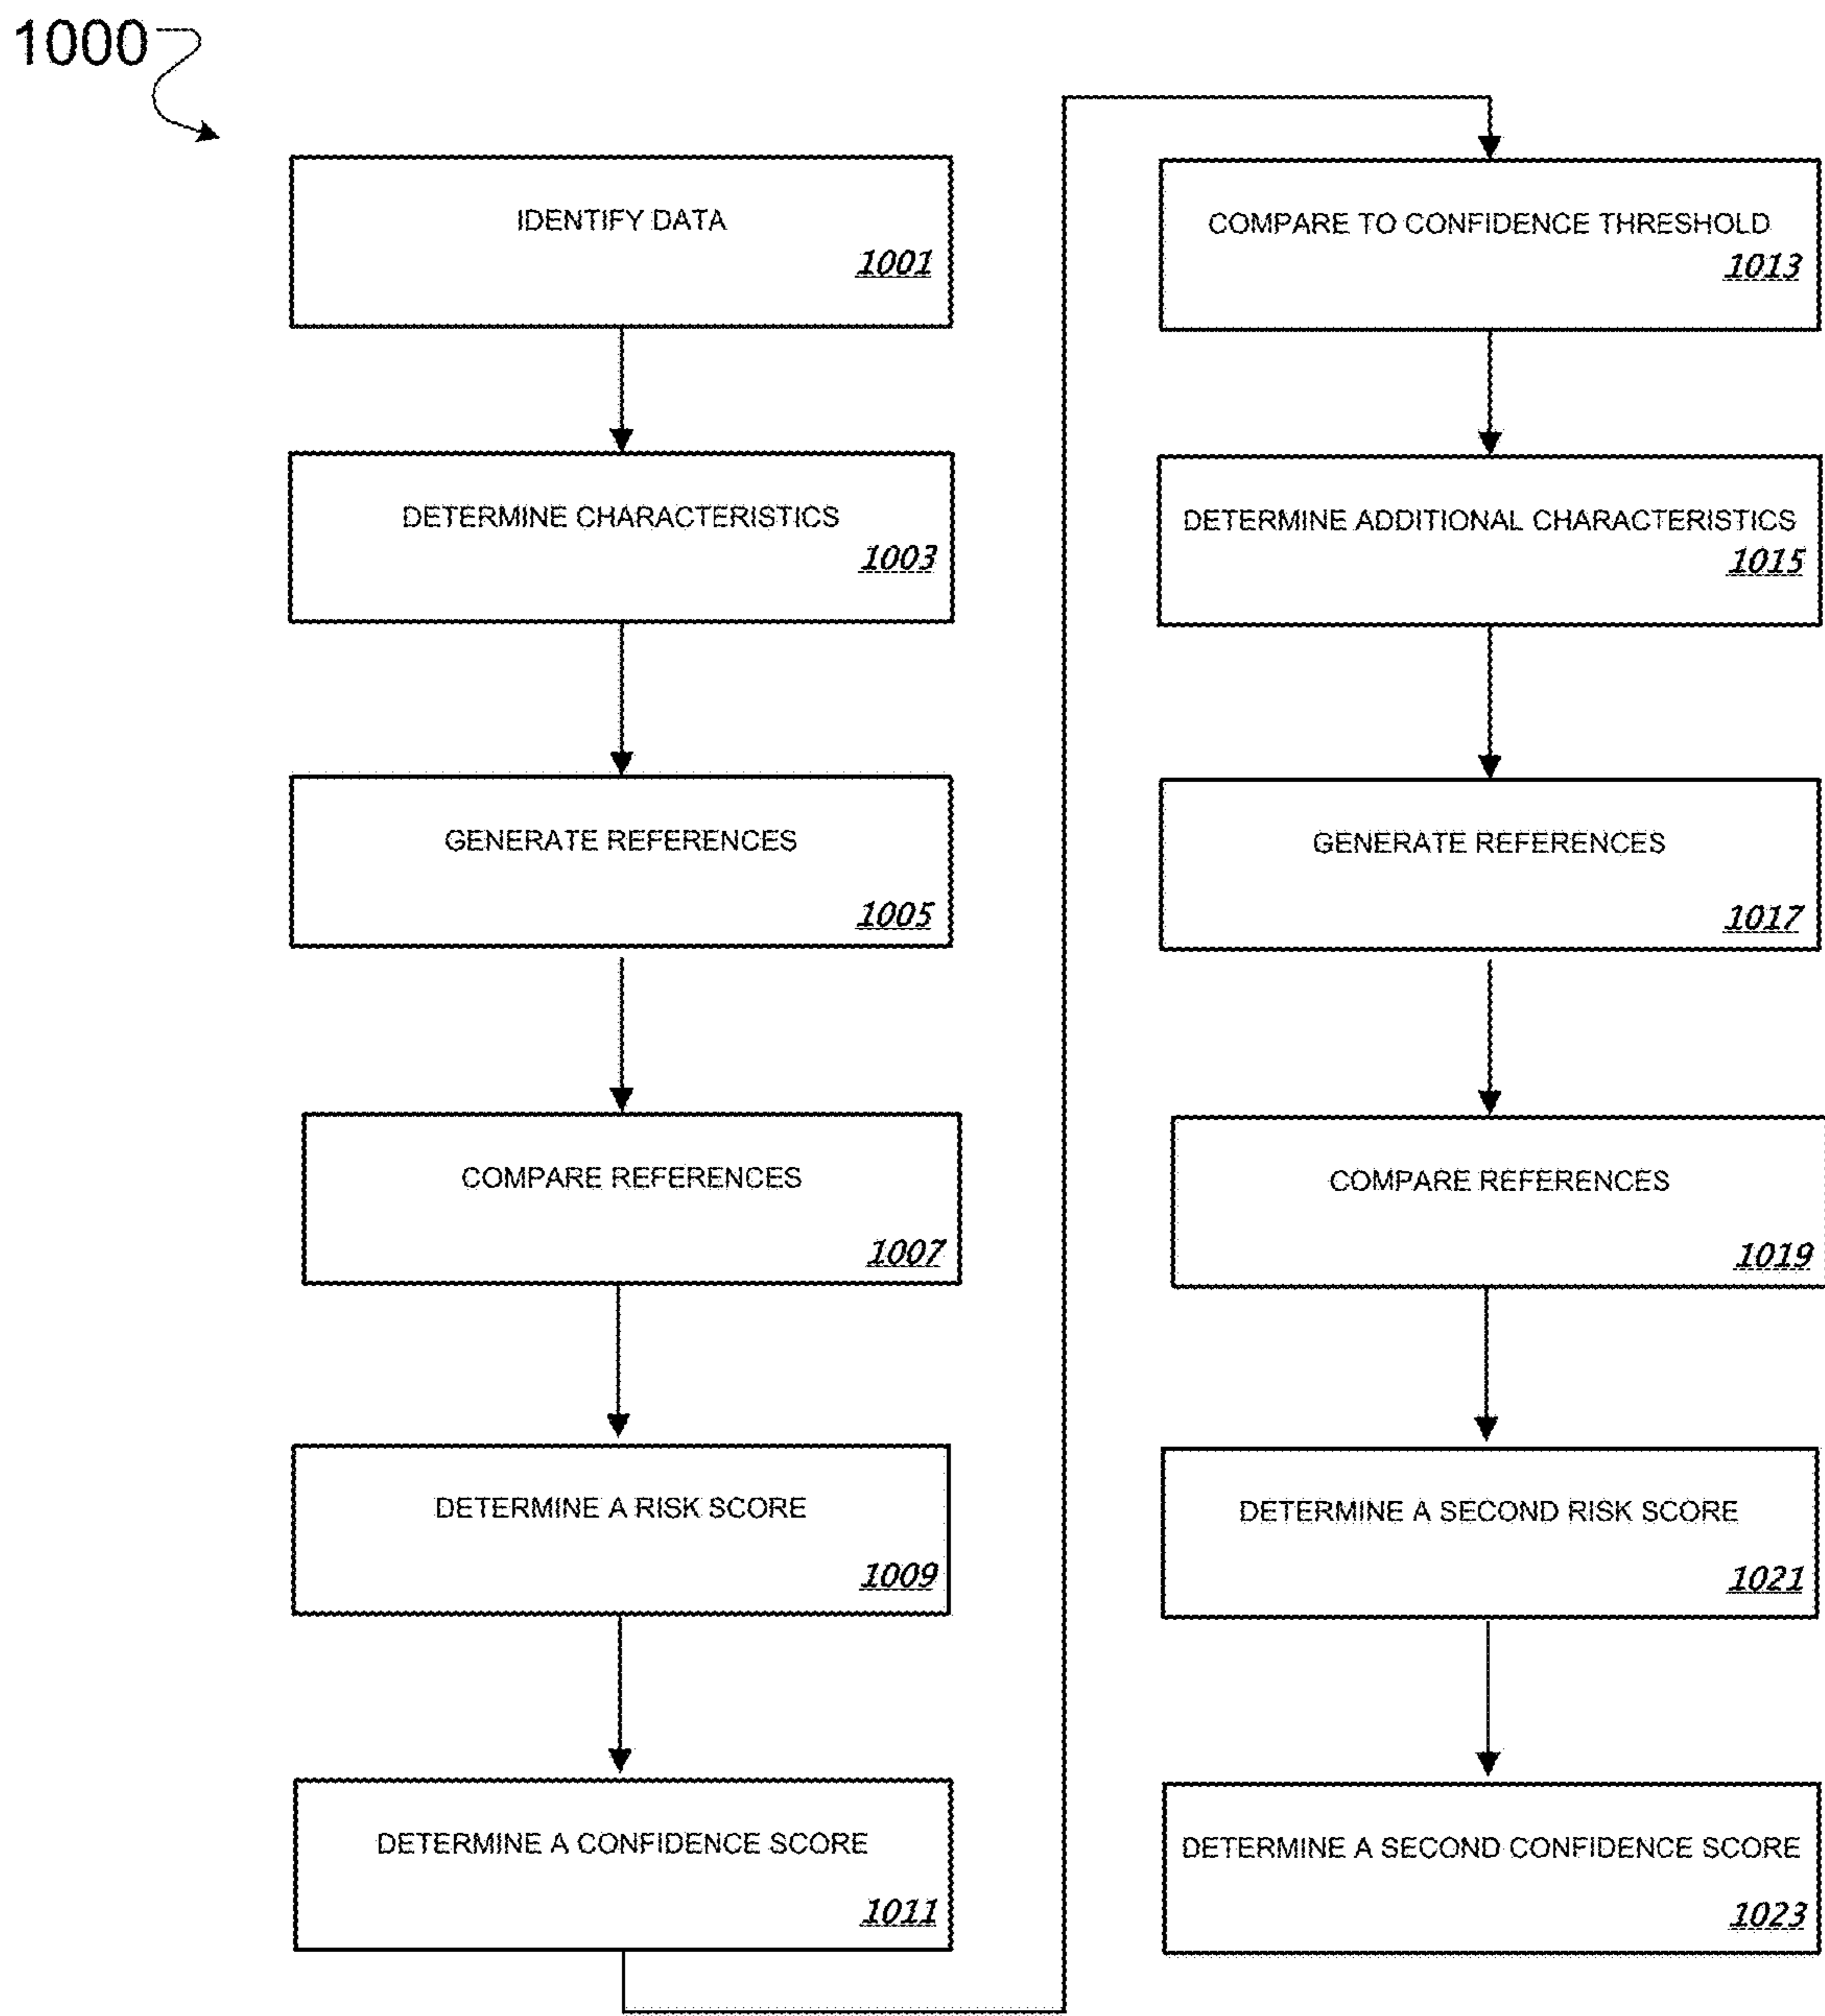 1000
IDENTIFY DATA
1001
DETERMINE CHARACTERISTICS
1003
GENERATE REFERENCES
1005
COMPARE REFERENCES
1007
DETERMINE A RISK SCORE
1009
DETERMINE A CONFIDENCE SCORE
1011
COMPARE TO CONFIDENCE THRESHOLD
1013
DETERMINE ADDITIONAL CHARACTERISTICS
1015
GENERATE REFERENCES
1017
COMPARE REFERENCES
1019
DETERMINE A SECOND RISK SCORE
1021
DETERMINE A SECOND CONFIDENCE SCORE
1023